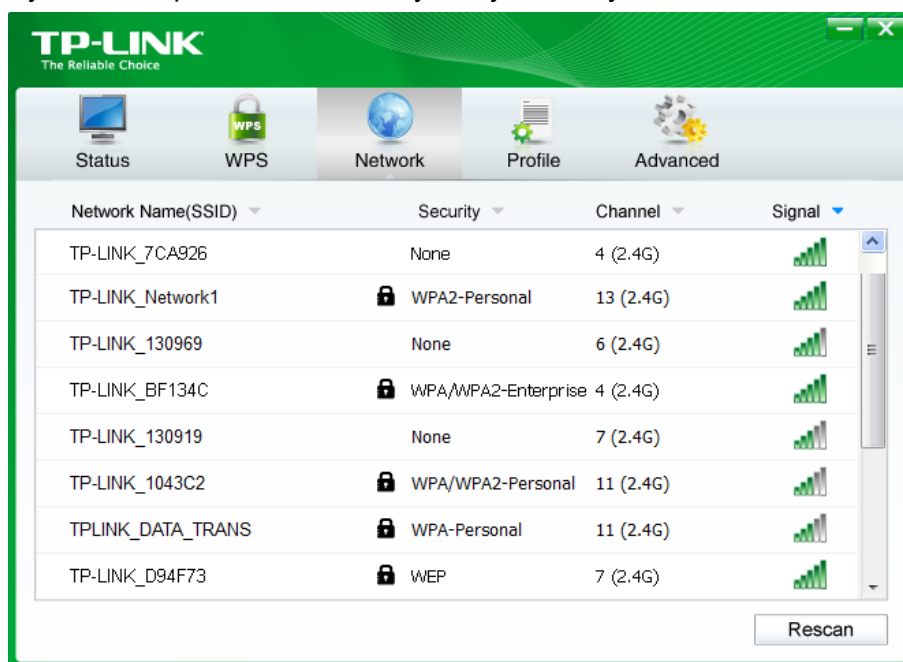 TP-LINK
The Reliable Choice
WPS
Status WPS Network Profile Advanced
Network Name(SSID) Security Channel Signal
TP-LINK_7CA926 None 4 (2.4G)
TP-LINK_Network1 WPA2-Personal 13 (2.4G)
TP-LINK_130969 None 6 (2.4G)
TP-LINK_BF134C WPA/WPA2-Enterprise 4 (2.4G)
TP-LINK_130919 None 7 (2.4G)
TP-LINK_1043C2 WPA/WPA2-Personal 11 (2.4G)
TPLINK_DATA_TRANS WPA-Personal 11 (2.4G)
TP-LINK_D94F73 WEP 7 (2.4G)
Rescan